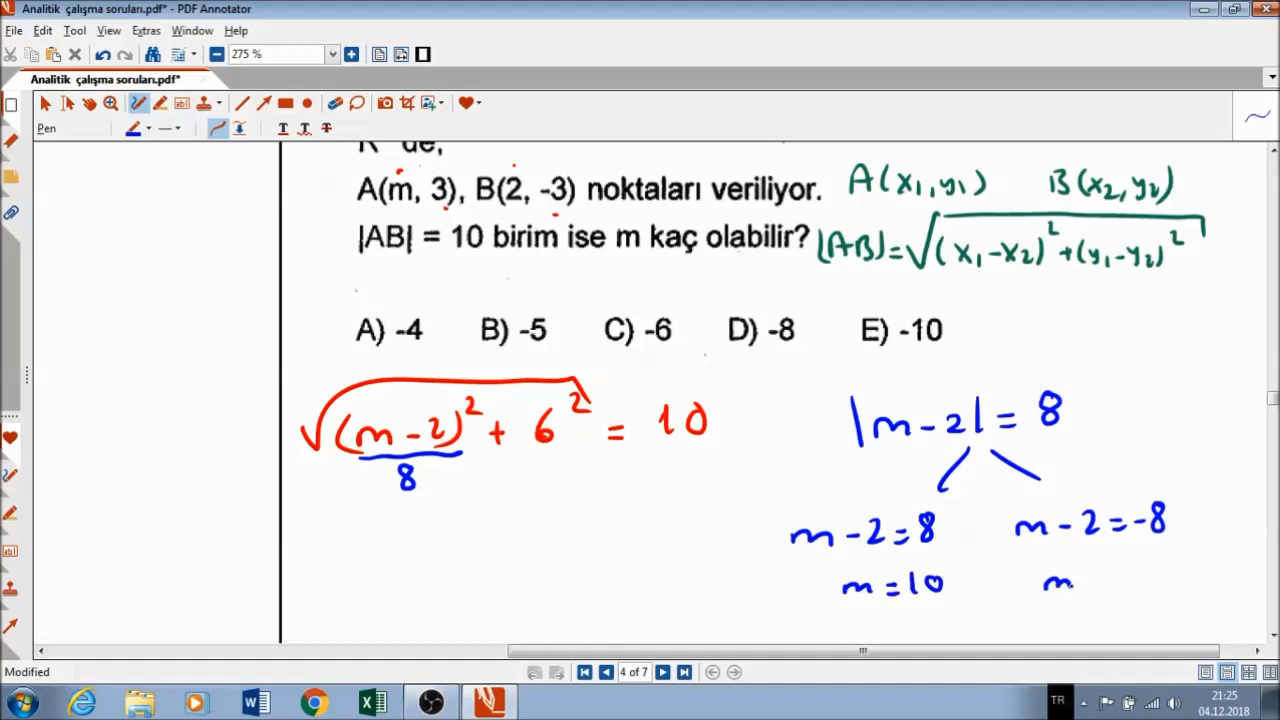 Analitik çalışma soruları.pdf* - PDF Annotator
File Edit Tool View Extras Window Help
275 %
Analitik çalışma soruları.pdf*
Pen
de,
A(m, 3), B(2, -3) noktaları veriliyor.
A(x₁,y₁) B(x₂,y₂)
|AB| = 10 birim ise m kaç olabilir?
|AB|=√(x₁-x₂)²+(y₁-y₂)²
A) -4 B) -5 C) -6 D) -8 E) -10
√(m-2)²+6² = 10
8
|m-2|=8
m-2=8 m-2=-8
m=10 m
Modified
4 of 7
TR
21:25
04.12.2018